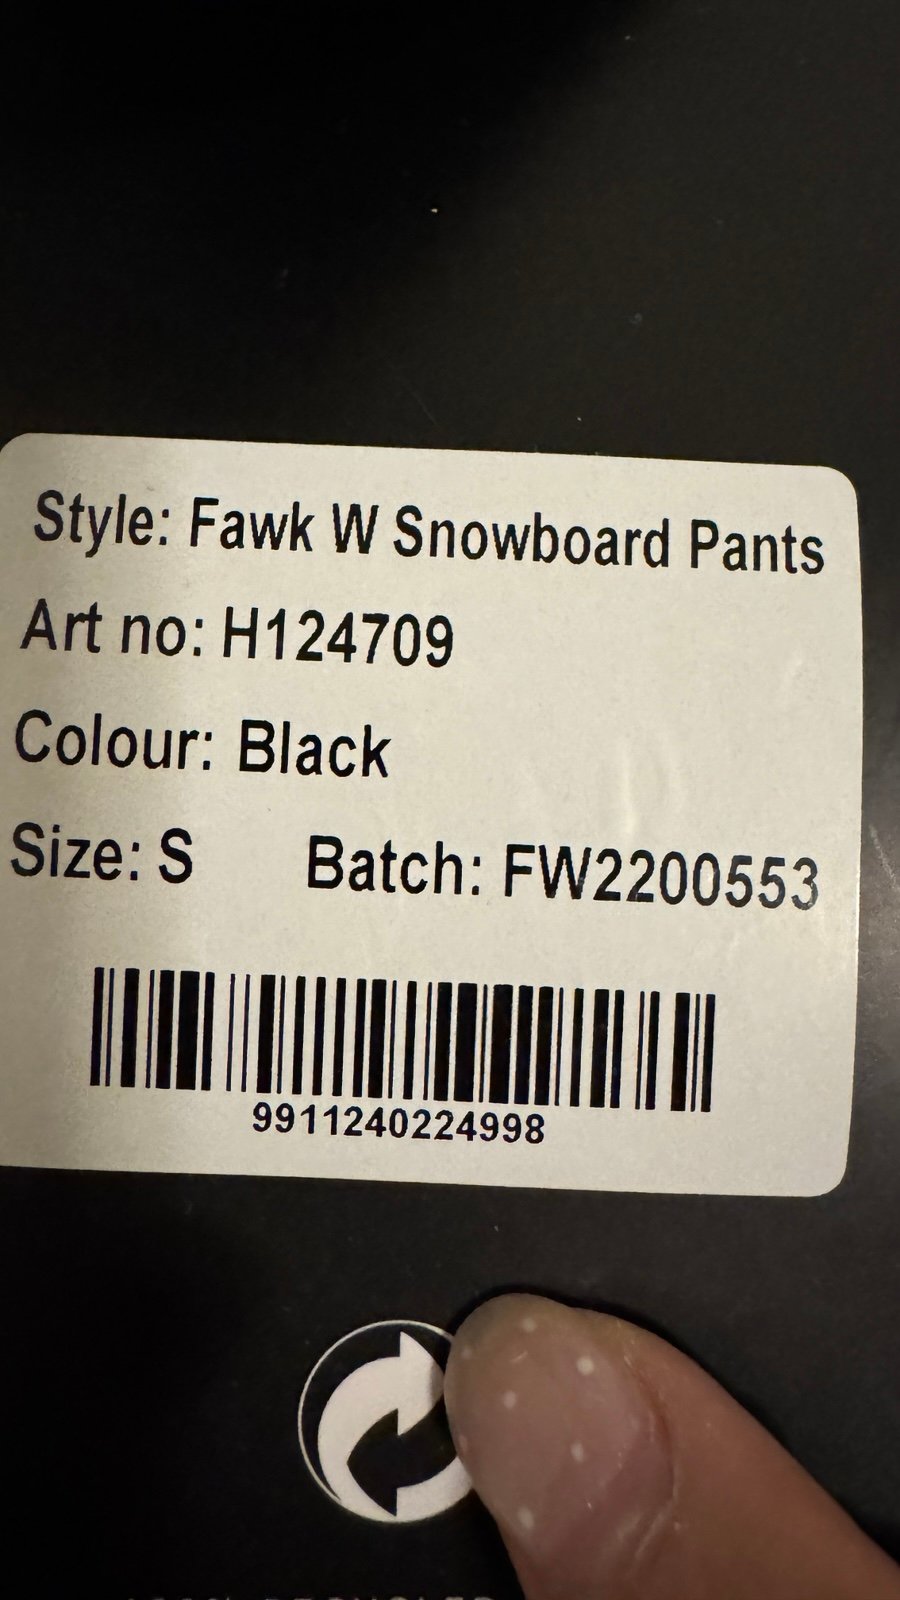 Style: Fawk W Snowboard Pants
Art no: H124709
Colour: Black
Size: S Batch: FW2200553
9911240224998